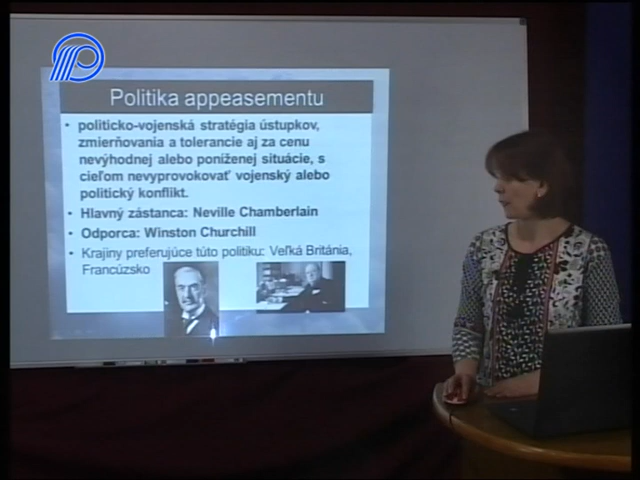 Politika appeasementu
• politicko-vojenská stratégia ústupkov,
zmierňovania a tolerancie aj za cenu
nevýhodnej alebo poníženej situácie, s
cieľom nevyprovokovať vojenský alebo
politický konflikt.
• Hlavný zástanca: Neville Chamberlain
• Odporca: Winston Churchill
• Krajiny preferujúce túto politiku: Veľká Británia,
Francúzsko